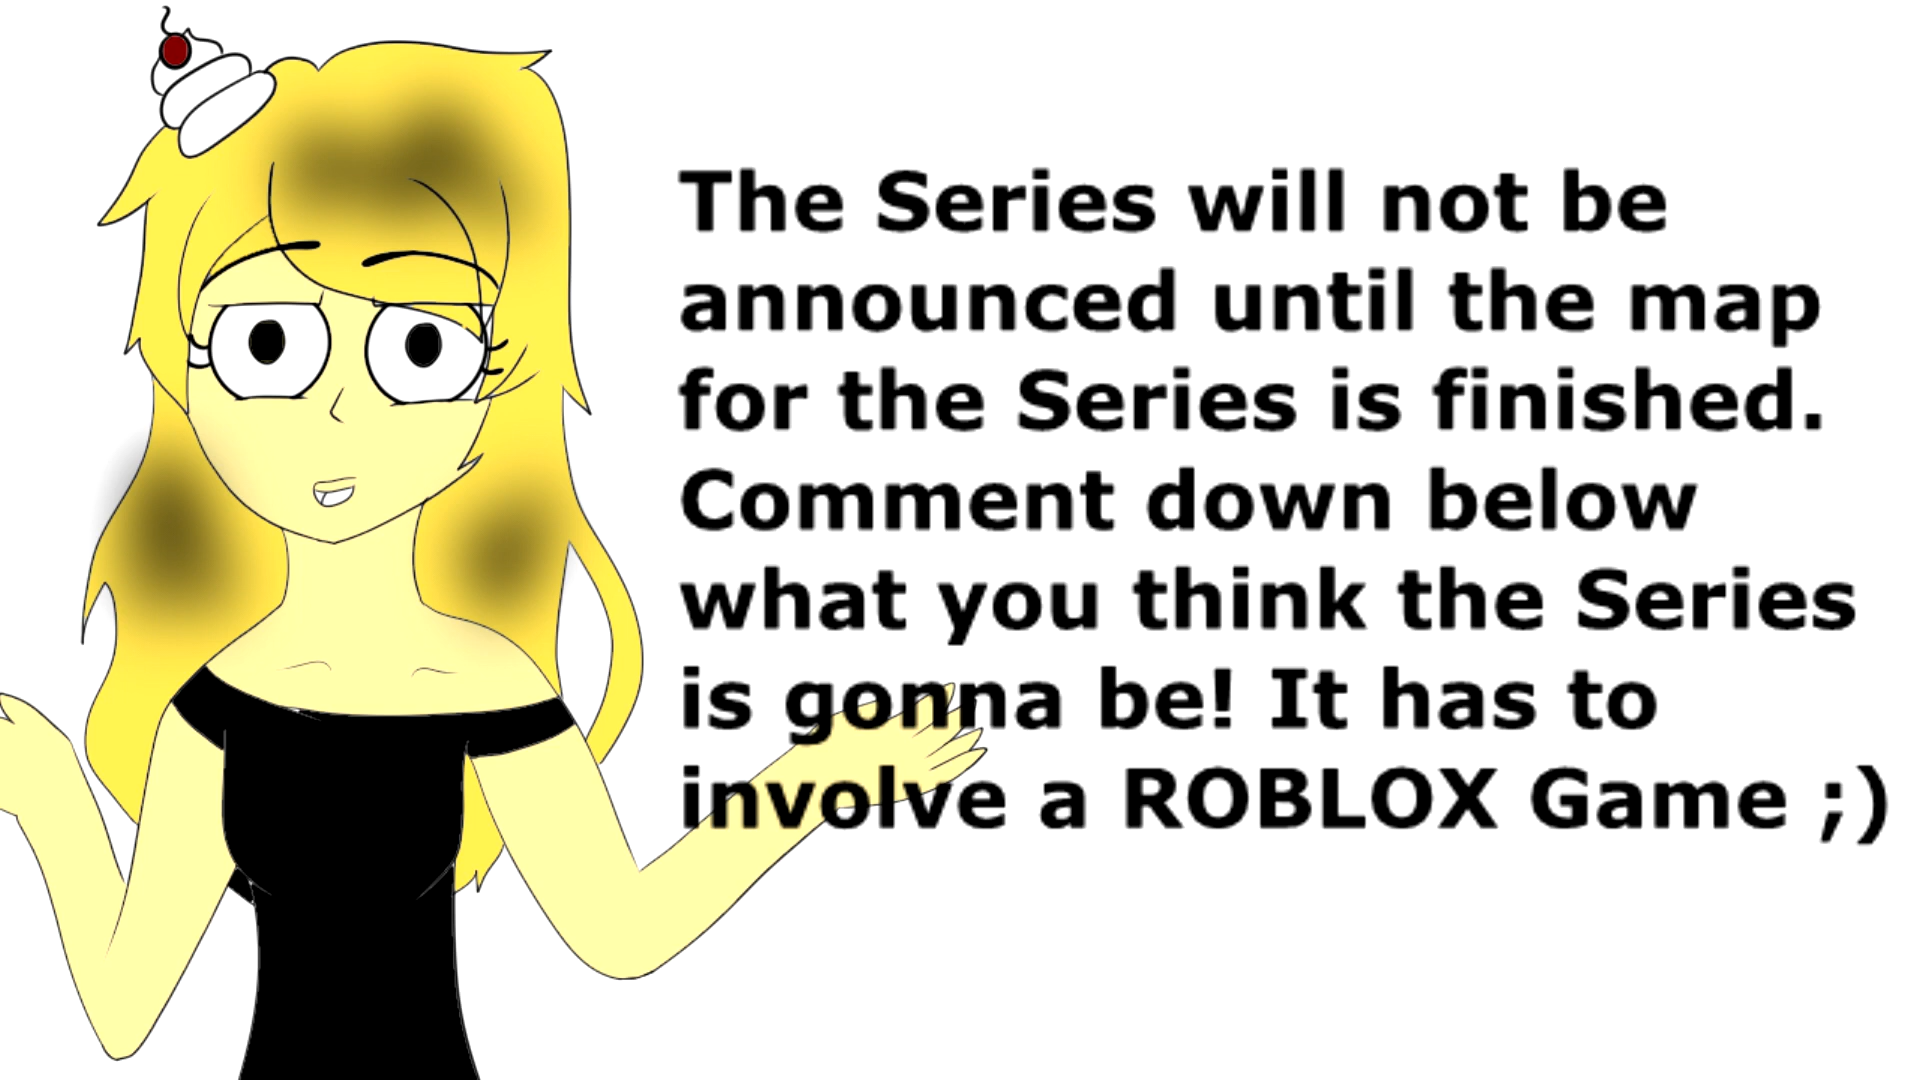 The Series will not be
announced until the map
for the Series is finished.
Comment down below
what you think the Series
is gonna be! It has to
involve a ROBLOX Game ;)